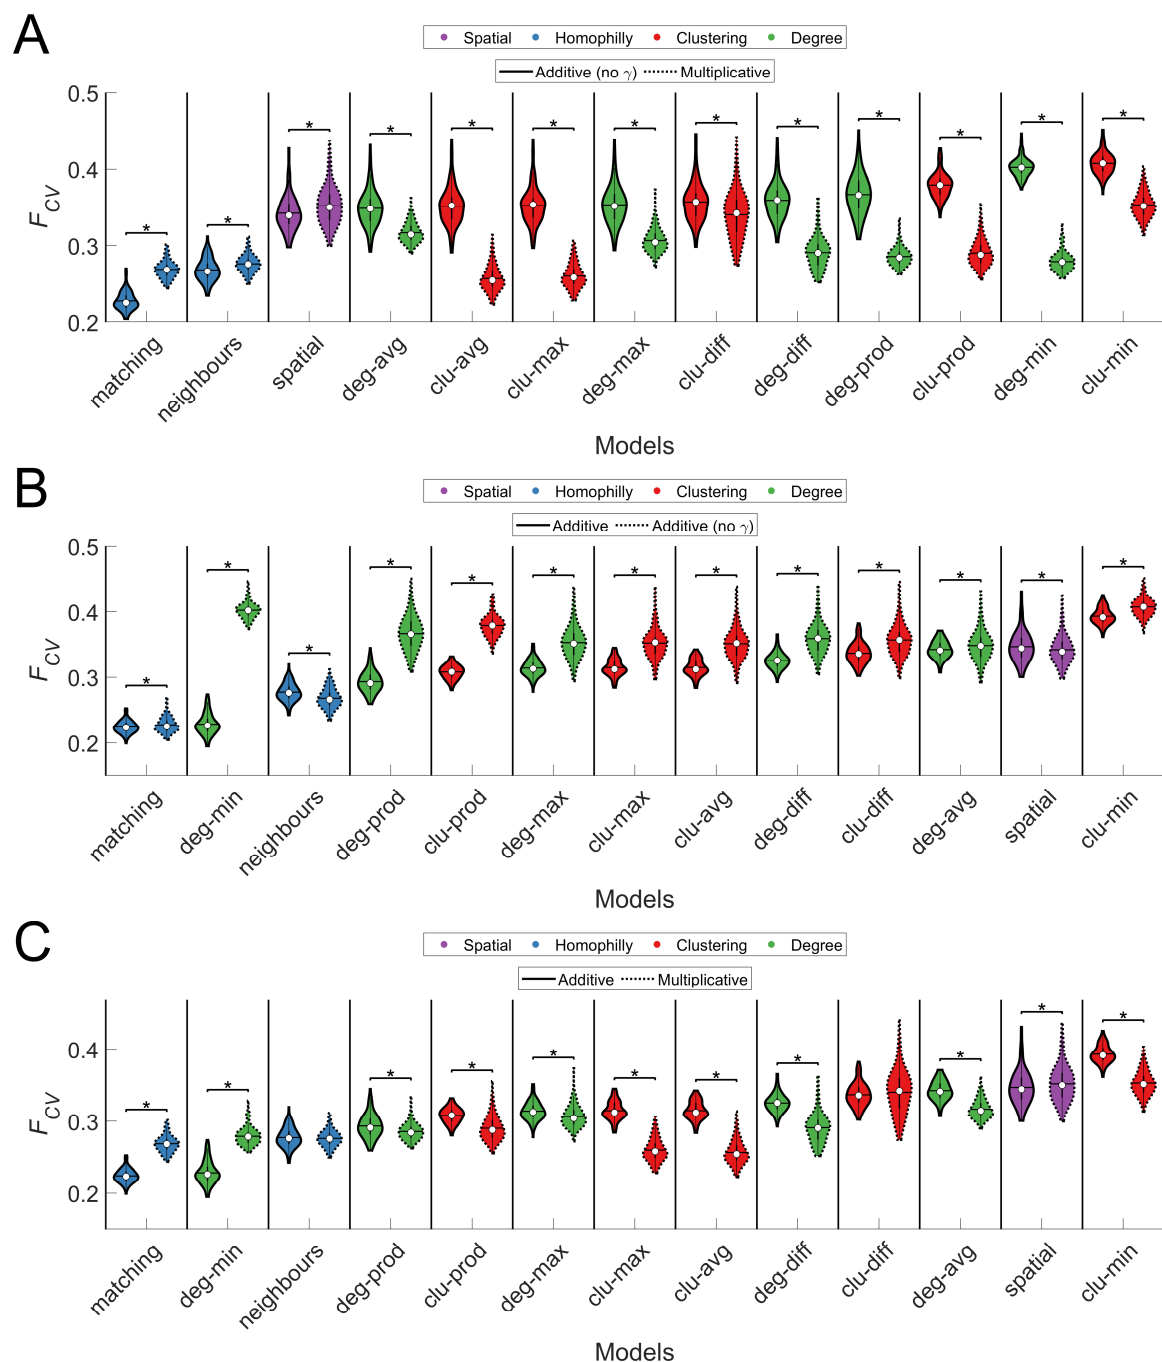 A
Spatial Homophilly Clustering Degree
Additive (no γ) Multiplicative
0.5
0.4
0.3
0.2
F_CV
* * * * * * * * * * * * *
matching neighbours spatial deg-avg clu-avg clu-max deg-max clu-diff deg-diff deg-prod clu-prod deg-min clu-min
Models
B
Spatial Homophilly Clustering Degree
Additive Additive (no γ)
0.5
0.4
0.3
0.2
F_CV
* * * * * * * * * * * * *
matching deg-min neighbours deg-prod clu-prod deg-max clu-max clu-avg deg-diff clu-diff deg-avg spatial clu-min
Models
C
Spatial Homophilly Clustering Degree
Additive Multiplicative
0.4
0.3
0.2
F_CV
* * * * * * * * * * *
matching deg-min neighbours deg-prod clu-prod deg-max clu-max clu-avg deg-diff clu-diff deg-avg spatial clu-min
Models